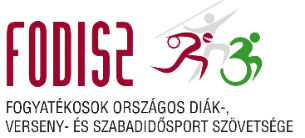 FODISZ
FOGYATÉKOSOK ORSZÁGOS DIÁK-,
VERSENY- ÉS SZABADIDŐSPORT SZÖVETSÉGE